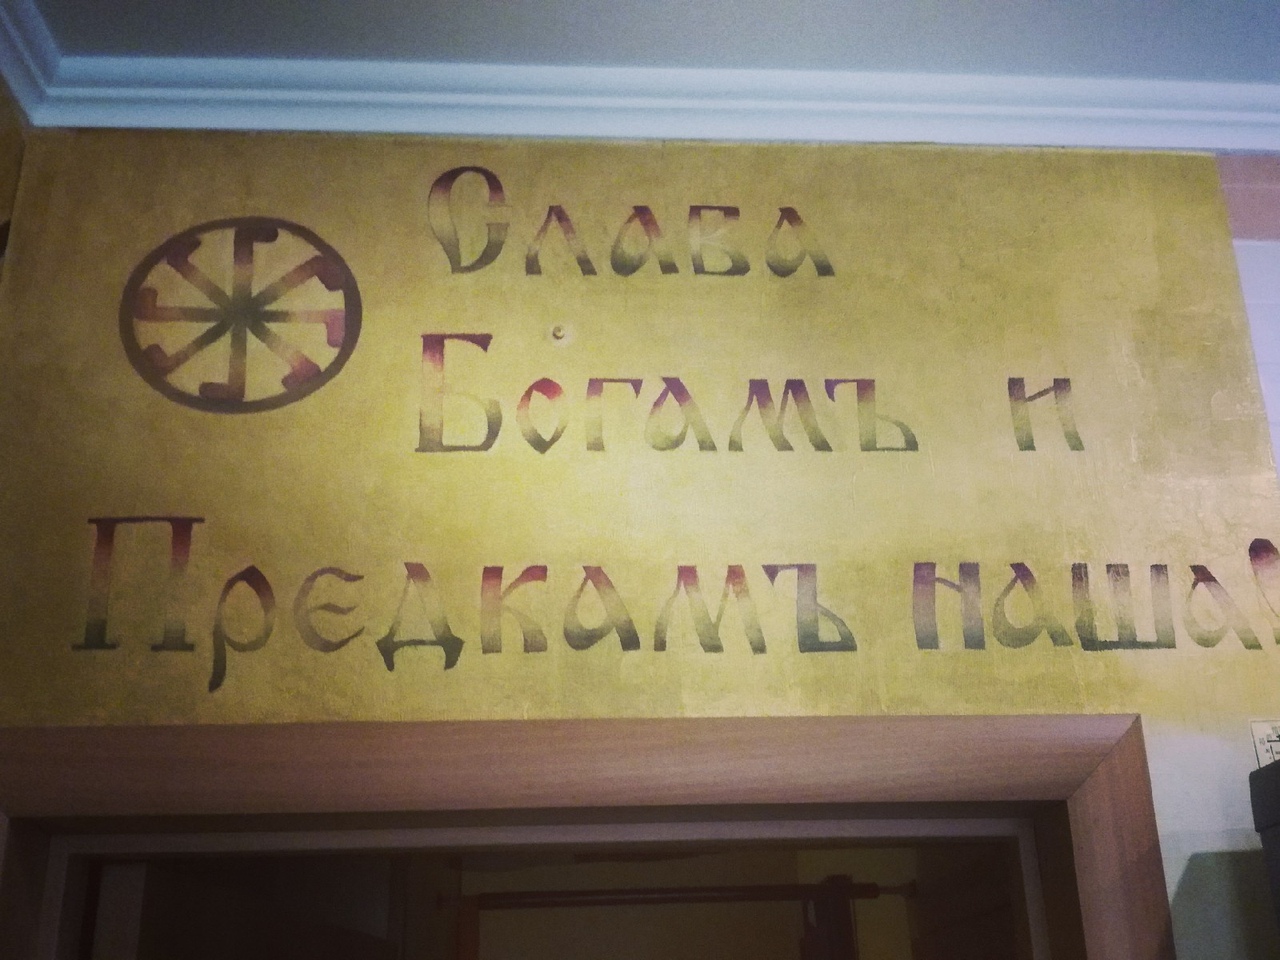 Слава
Богамъ и
Предкамъ